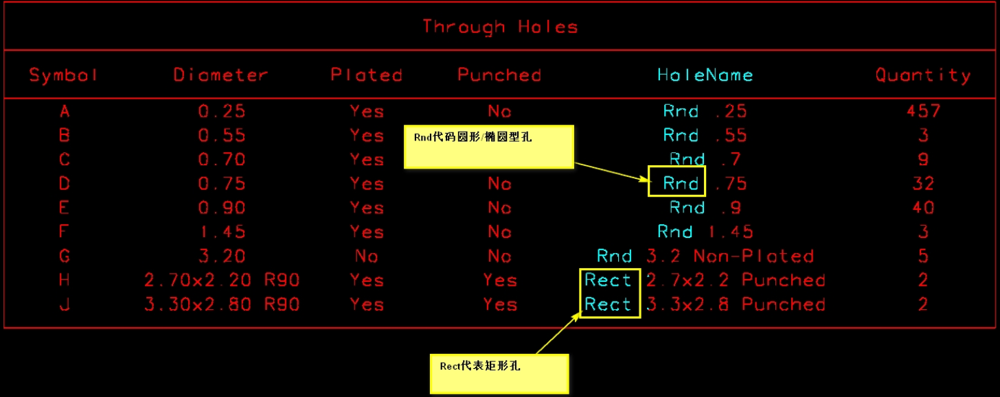 Through Holes
Symbol Diameter Plated Punched HoleName Quantity
A 0.25 Yes No Rnd .25 457
B 0.55 Yes Rnd .55 3
C 0.70 Yes Rnd .7 9
D 0.75 Yes No Rnd .75 32
E 0.90 Yes No Rnd .9 40
F 1.45 Yes No Rnd 1.45 3
G 3.20 No No Rnd 3.2 Non-Plated 5
H 2.70x2.20 R90 Yes Yes Rect 2.7x2.2 Punched 2
J 3.30x2.80 R90 Yes Yes Rect 3.3x2.8 Punched 2
Rnd代码圆形/椭圆型孔
Rect代表矩形孔